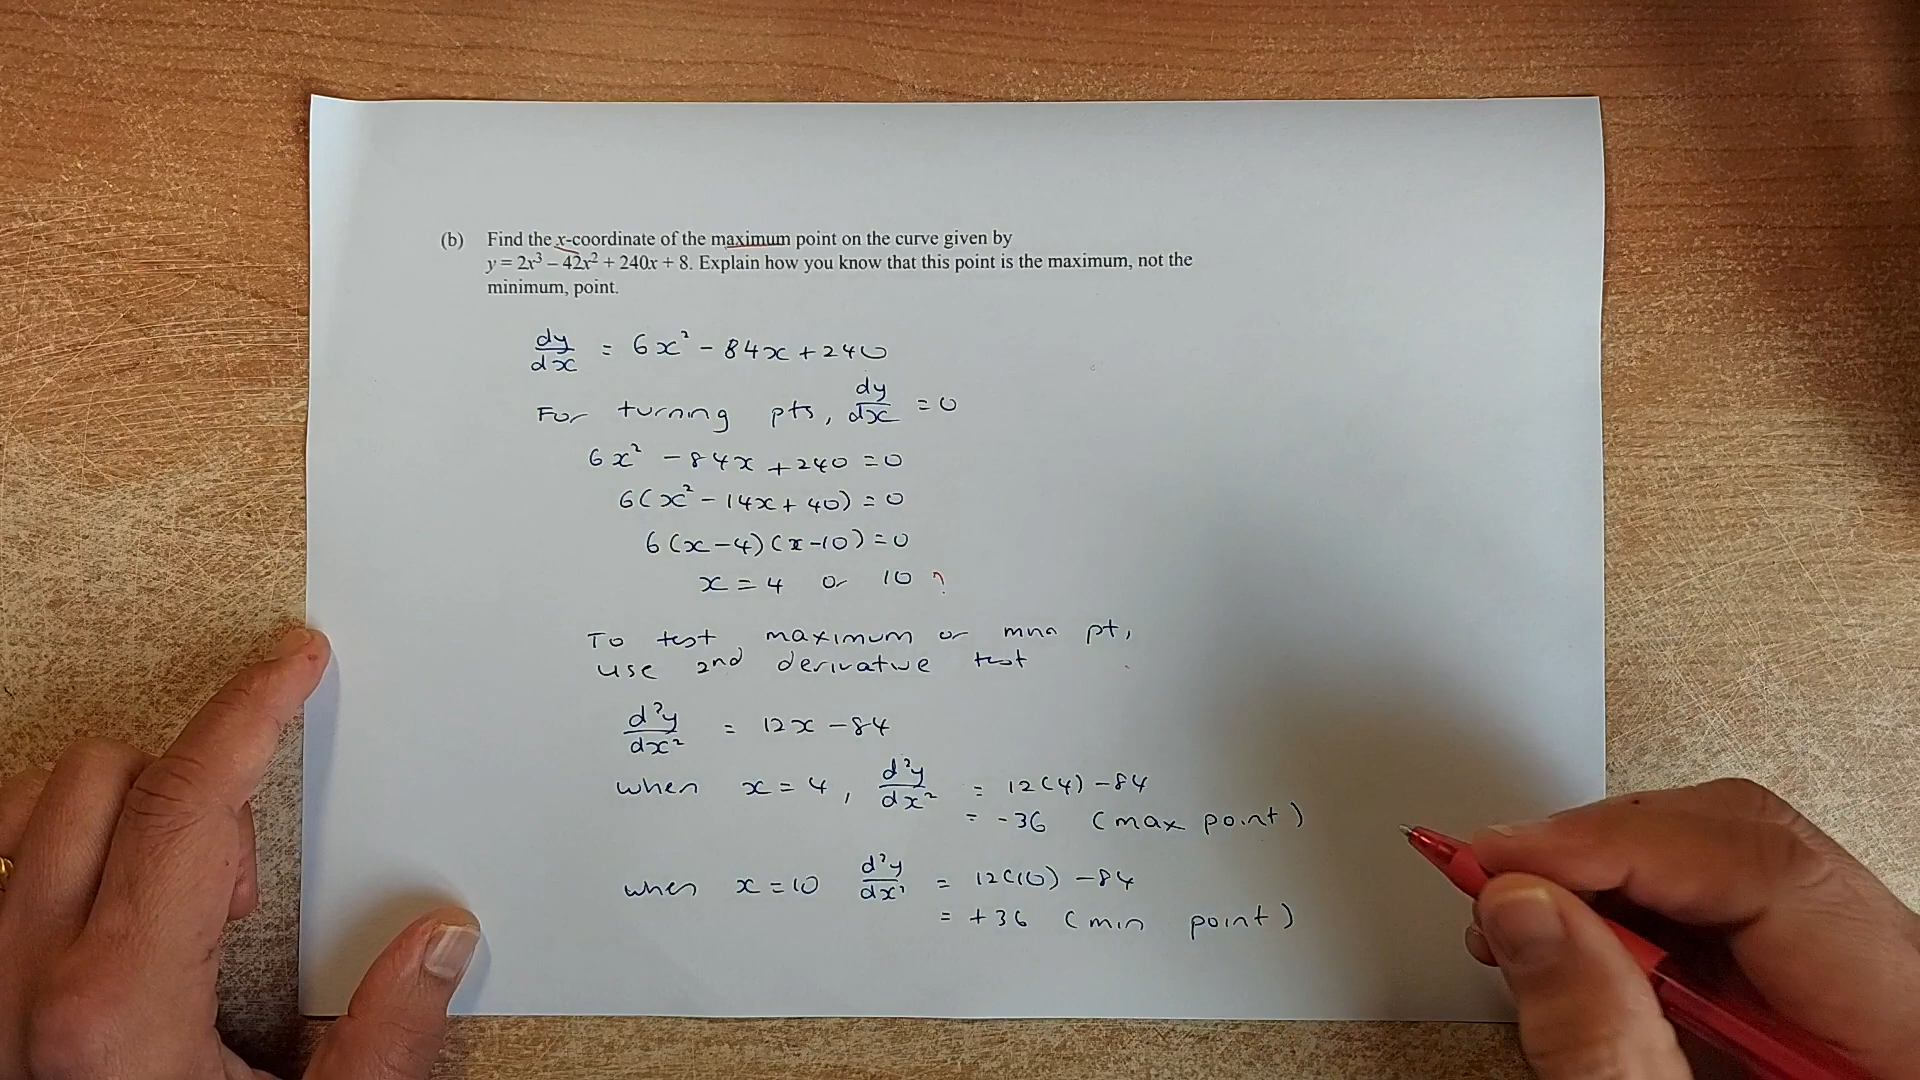 (b) Find the x-coordinate of the maximum point on the curve given by
y = 2x³ – 42x² + 240x + 8. Explain how you know that this point is the maximum, not the
minimum, point.
dy/dx = 6x² - 84x + 240
For turning pts, dy/dx = 0
6x² - 84x + 240 = 0
6(x² - 14x + 40) = 0
6(x-4)(x-10) = 0
x = 4 or 10 ?
To test maximum or min pt,
use 2nd derivative test
d²y/dx² = 12x - 84
when x = 4, d²y/dx² = 12(4) - 84
= -36 (max point)
when x = 10 d²y/dx² = 12(10) - 84
= +36 (min point)